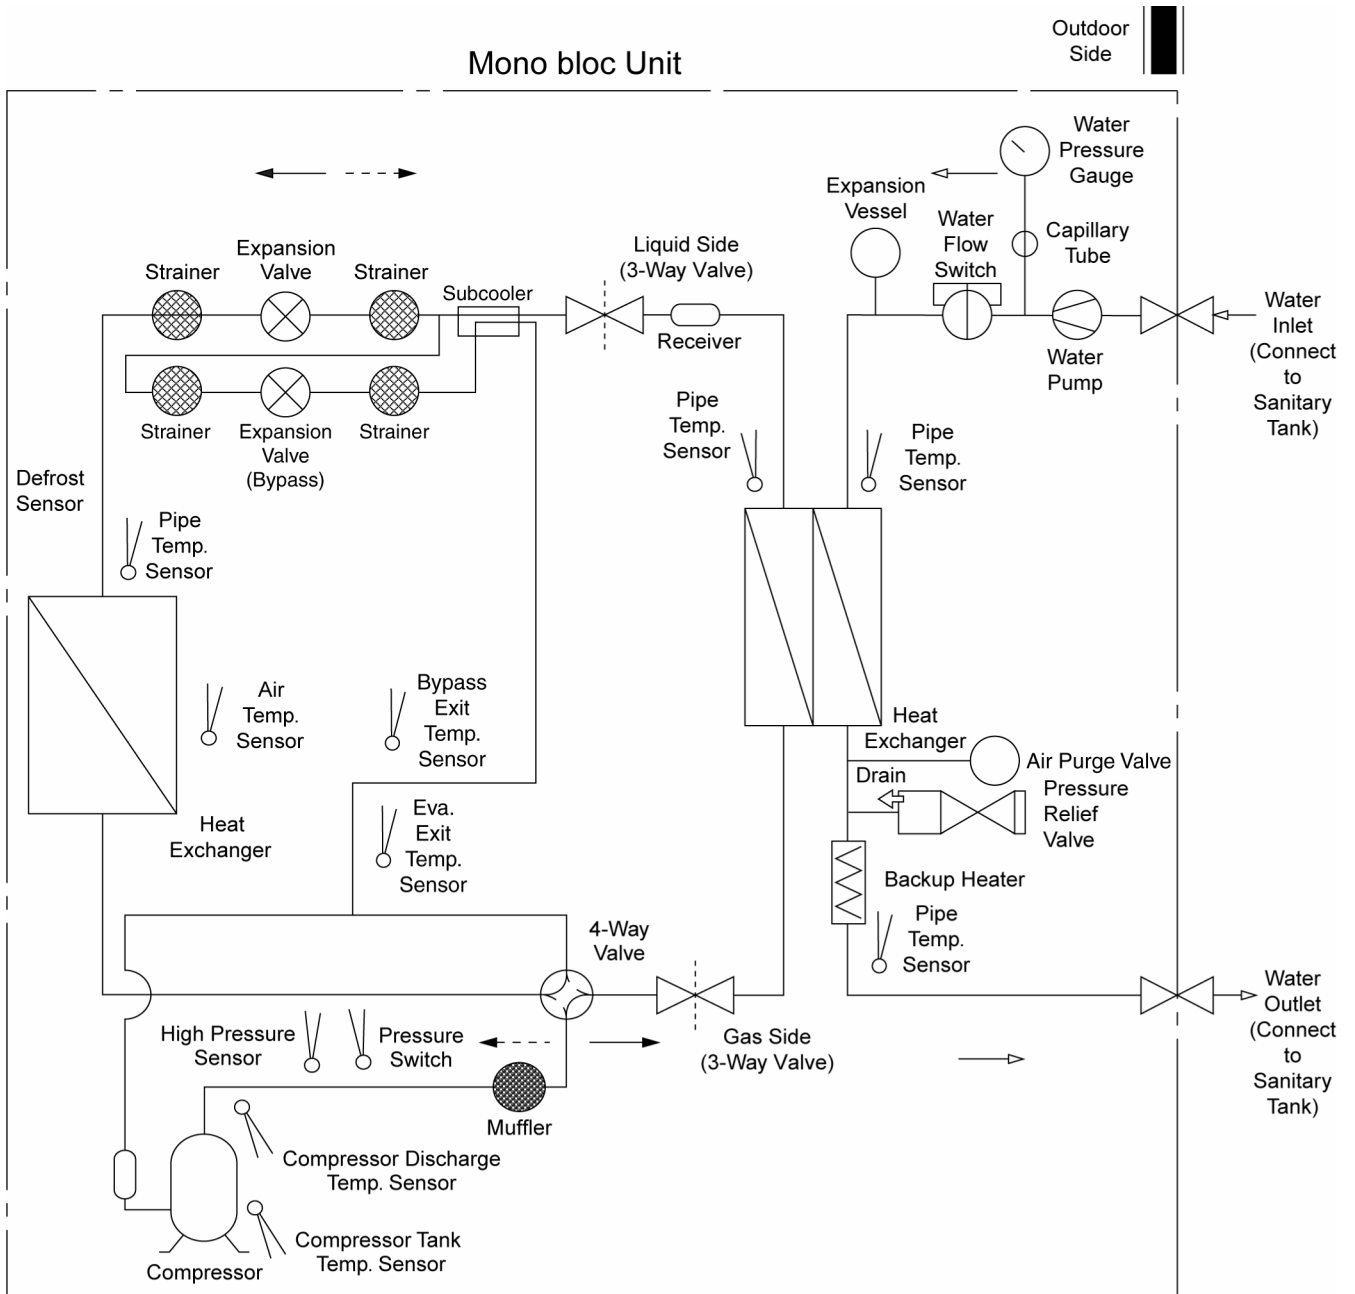 Outdoor
Side
Mono bloc Unit
Water
Pressure
Gauge
Expansion
Vessel
Water
Flow
Switch
Capillary
Tube
Liquid Side
(3-Way Valve)
Strainer
Expansion
Valve
Strainer
Subcooler
Receiver
Water
Pump
Water
Inlet
(Connect
to
Sanitary
Tank)
Strainer
Expansion
Valve
(Bypass)
Strainer
Pipe
Temp.
Sensor
Pipe
Temp.
Sensor
Defrost
Sensor
Pipe
Temp.
Sensor
Air
Temp.
Sensor
Bypass
Exit
Temp.
Sensor
Heat
Exchanger
Air Purge Valve
Drain
Pressure
Relief
Valve
Heat
Exchanger
Eva.
Exit
Temp.
Sensor
Backup Heater
Pipe
Temp.
Sensor
4-Way
Valve
Water
Outlet
(Connect
to
Sanitary
Tank)
High Pressure
Sensor
Pressure
Switch
Gas Side
(3-Way Valve)
Muffler
Compressor Discharge
Temp. Sensor
Compressor Tank
Temp. Sensor
Compressor